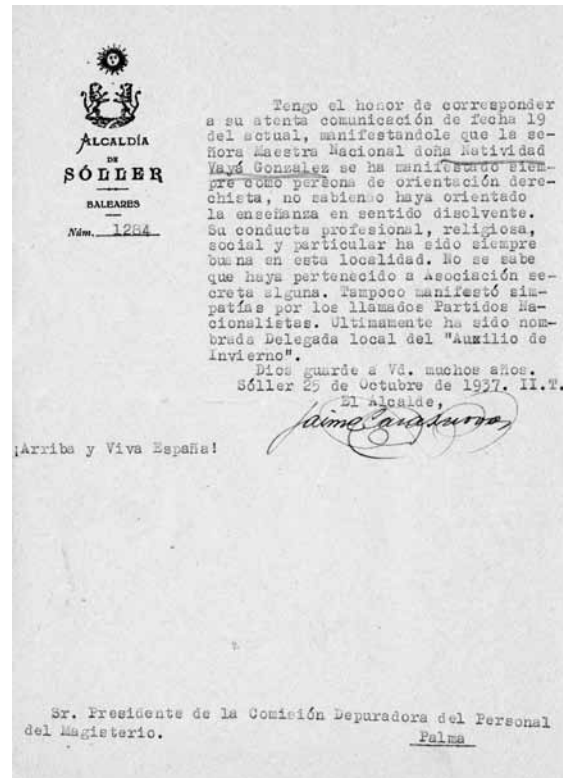 ALCALDÍA
DE
SÓLLER
BALEARES
Núm. 1284
Tengo el honor de corresponder
a su atenta comunicación de fecha 19
del actual, manifestandole que la se-
ñora Maestra Nacional doña Natividad
Vayá Gonzalez se ha manifestado siem-
pre como persona de orientación dere-
chista, no sabienso haya orientado
la enseñanza en sentido disolvente.
Su conducta profesional, religiosa,
social y particular ha sido siempre
buena en esta localidad. No se sabe
que haya pertenecido a Asociación se-
creta alguna. Tampoco manifestó sim-
patías por los llamados Partidos Na-
cionalistas. Ultimamente ha sido nom-
brada Delegada local del "Auxilio de
Invierno".
Dios guarde a Vd. muchos años.
Sóller 25 de Octubre de 1937. II.T.
El Alcalde,
Jaime
¡Arriba y Viva España!
Sr. Presidente de la Comisión Depuradora del Personal
del Magisterio.
Palma